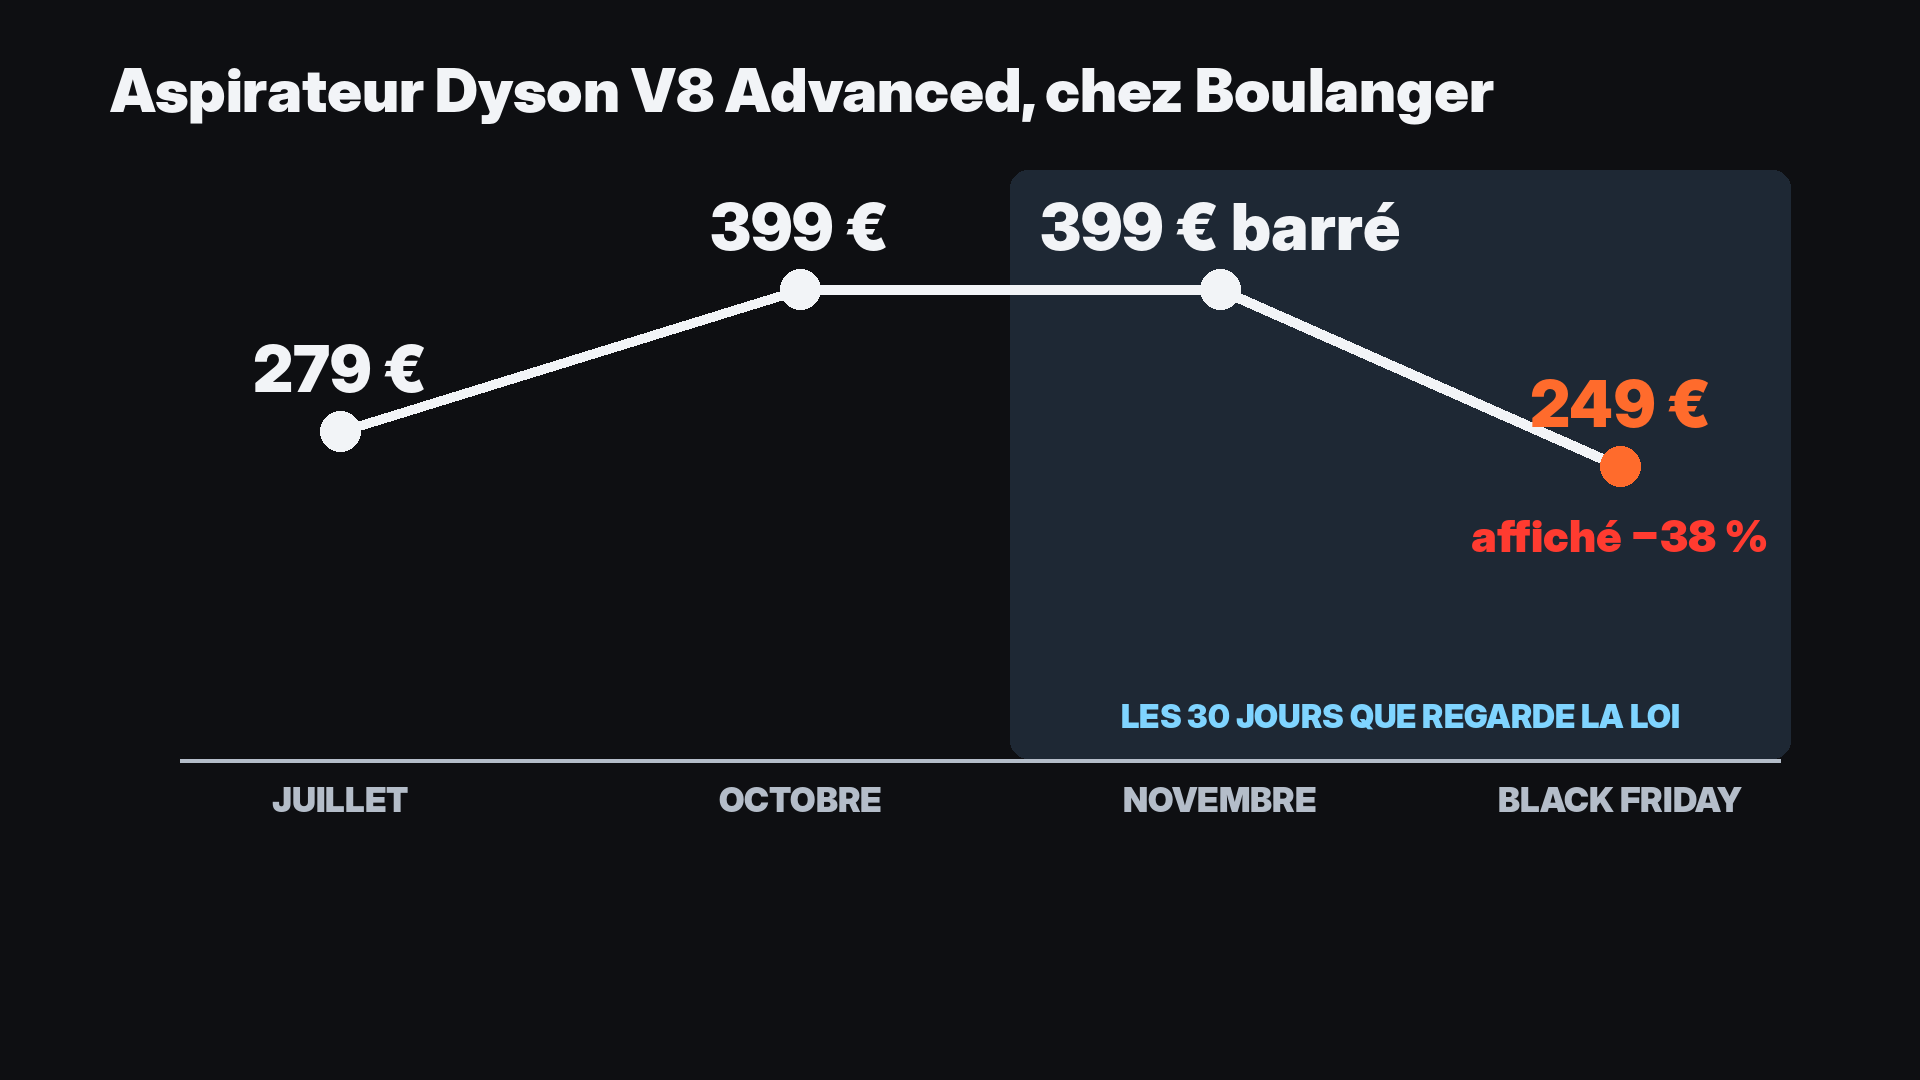 Aspirateur Dyson V8 Advanced, chez Boulanger
399 €
399 € barré
279 €
249 €
affiché −38 %
LES 30 JOURS QUE REGARDE LA LOI
JUILLET
OCTOBRE
NOVEMBRE
BLACK FRIDAY